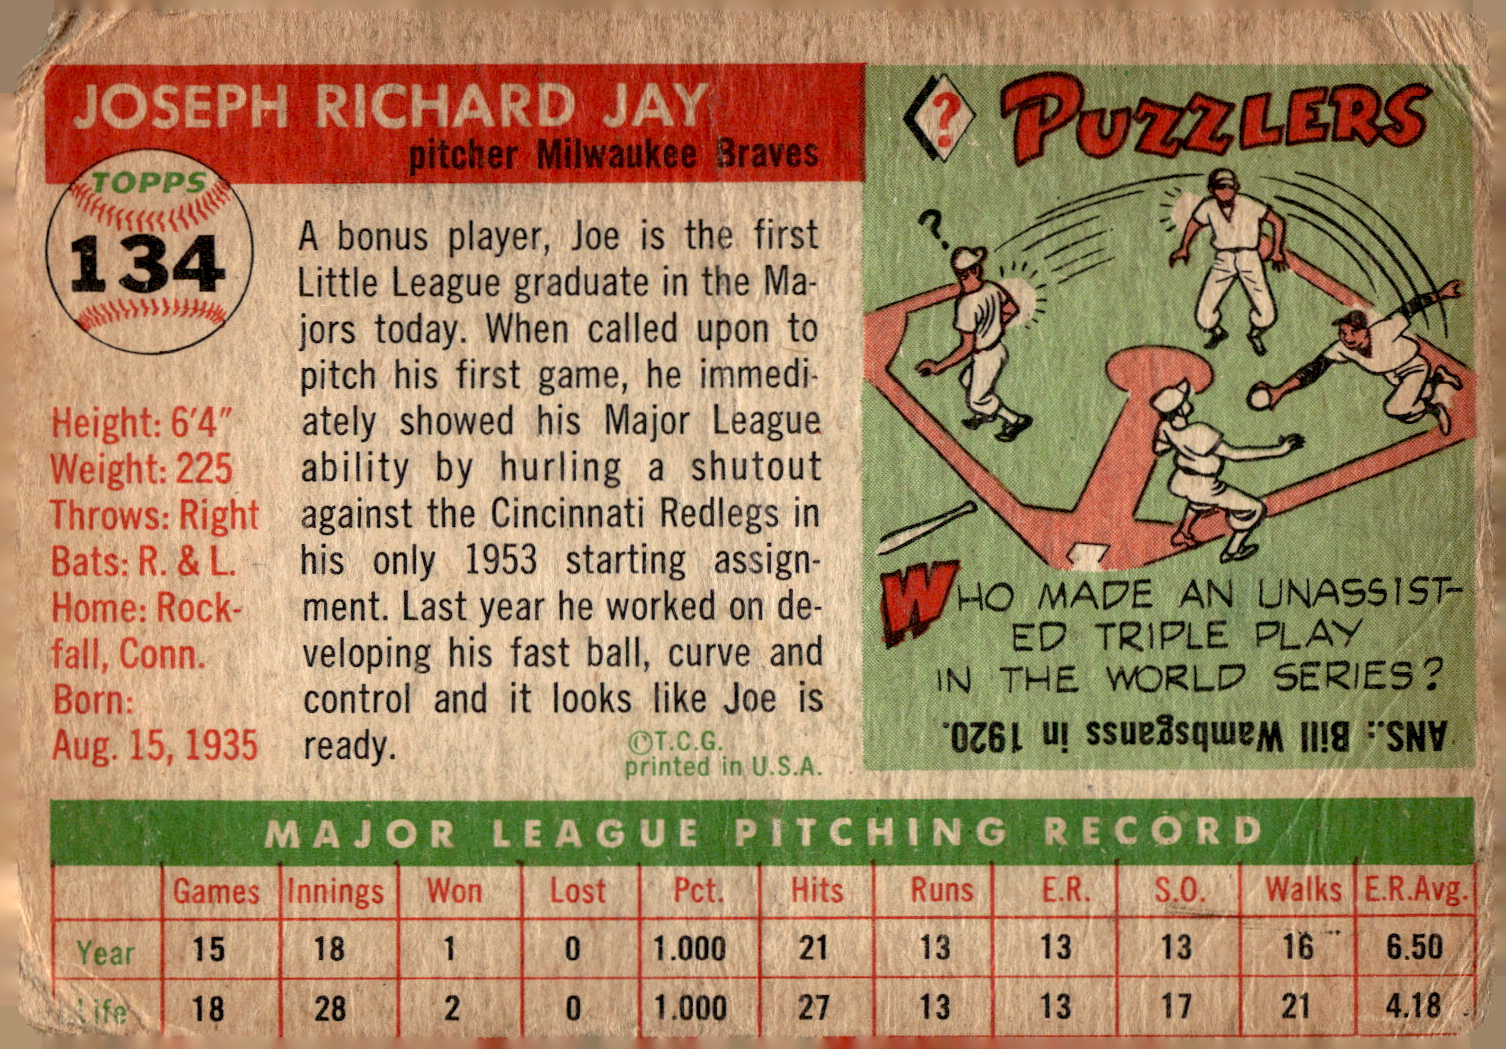 JOSEPH RICHARD JAY
pitcher Milwaukee Braves
TOPPS
134
Height: 6'4"
Weight: 225
Throws: Right
Bats: R. & L.
Home: Rock-
fall, Conn.
Born:
Aug. 15, 1935
A bonus player, Joe is the first
Little League graduate in the Ma-
jors today. When called upon to
pitch his first game, he immedi-
ately showed his Major League
ability by hurling a shutout
against the Cincinnati Redlegs in
his only 1953 starting assign-
ment. Last year he worked on de-
veloping his fast ball, curve and
control and it looks like Joe is
ready.
©T.C.G.
printed in U.S.A.
? PUZZLERS
?
WHO MADE AN UNASSIST-
ED TRIPLE PLAY
IN THE WORLD SERIES?
ANS.: Bill Wambsganss in 1920.
MAJOR LEAGUE PITCHING RECORD
Games Innings Won Lost Pct. Hits Runs E.R. S.O. Walks E.R.Avg.
Year 15 18 1 0 1.000 21 13 13 13 16 6.50
Life 18 28 2 0 1.000 27 13 13 17 21 4.18